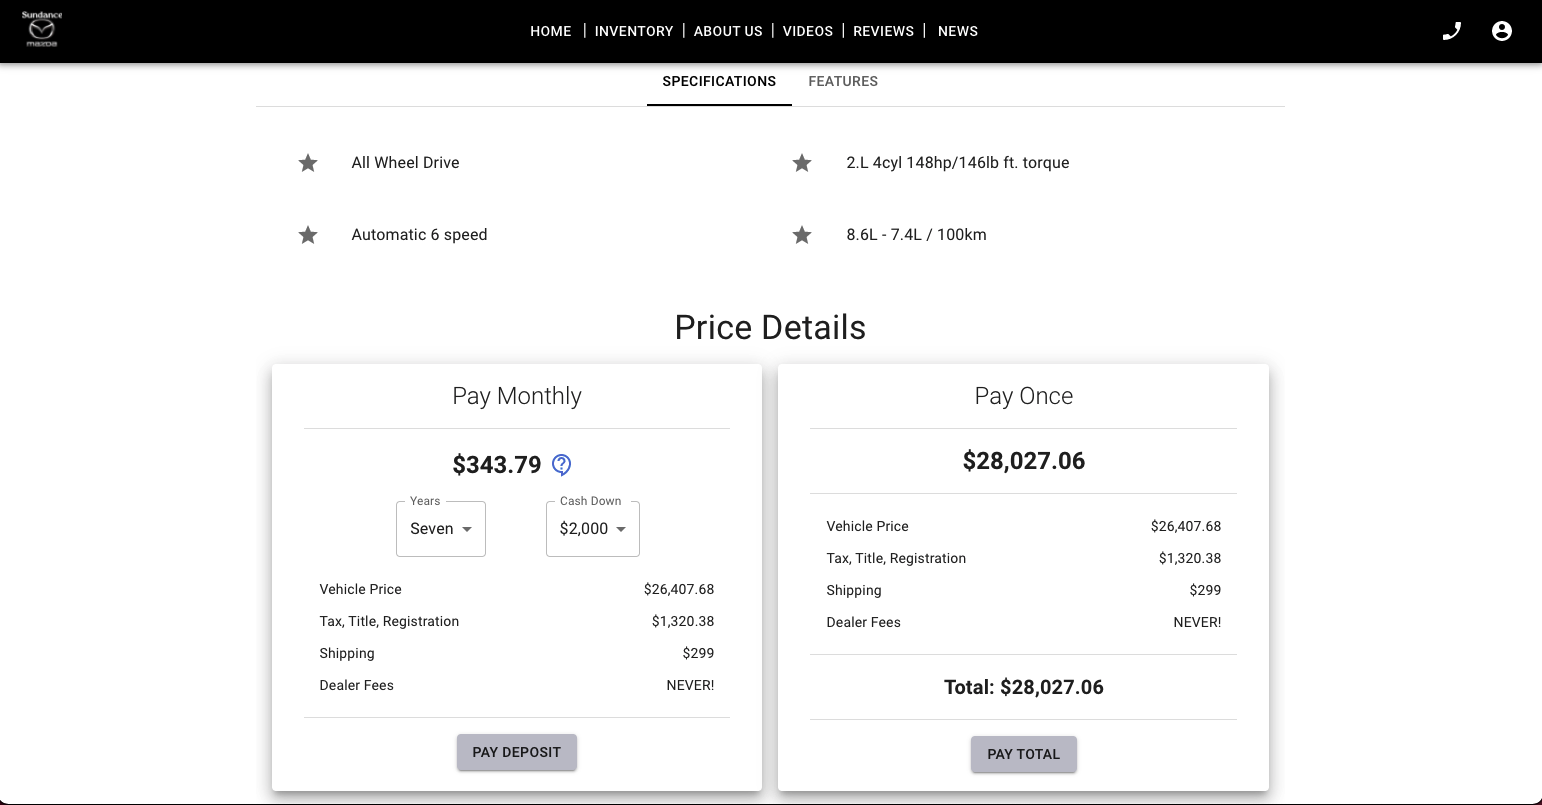 Sundance
mazda
HOME | INVENTORY | ABOUT US | VIDEOS | REVIEWS | NEWS
SPECIFICATIONS FEATURES
All Wheel Drive
2.L 4cyl 148hp/146lb ft. torque
Automatic 6 speed
8.6L - 7.4L / 100km
Price Details
Pay Monthly
$343.79 ?
Years
Seven
Cash Down
$2,000
Vehicle Price $26,407.68
Tax, Title, Registration $1,320.38
Shipping $299
Dealer Fees NEVER!
PAY DEPOSIT
Pay Once
$28,027.06
Vehicle Price $26,407.68
Tax, Title, Registration $1,320.38
Shipping $299
Dealer Fees NEVER!
Total: $28,027.06
PAY TOTAL